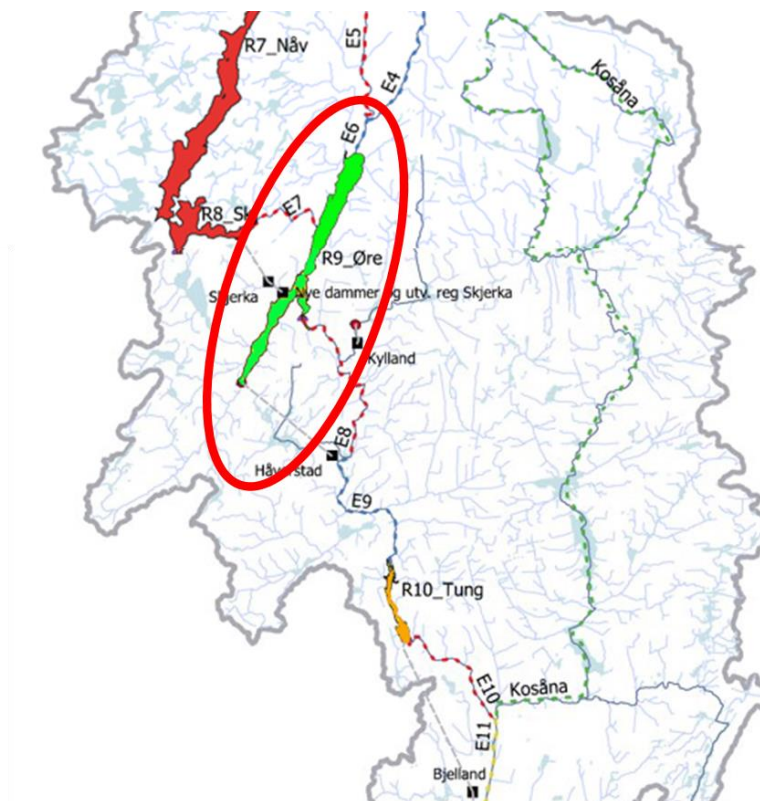 R7_Nåv
E5
E4
Kosåna
E6
R8_Sk
E7
R9_Øre
Skjerka
Nye dammer og utv. reg Skjerka
Kylland
E8
Håverstad
E9
R10_Tung
E10
Kosåna
E11
Bjelland